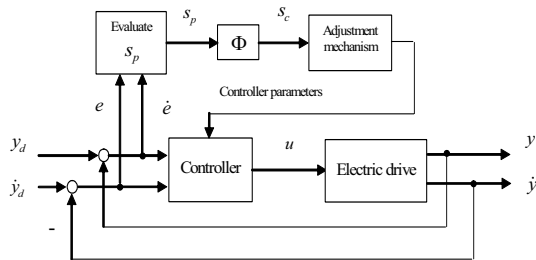 Evaluate
s_p
s_p
Φ
s_c
Adjustment
mechanism
e
ė
Controller parameters
y_d
ẏ_d
-
Controller
u
Electric drive
y
ẏ